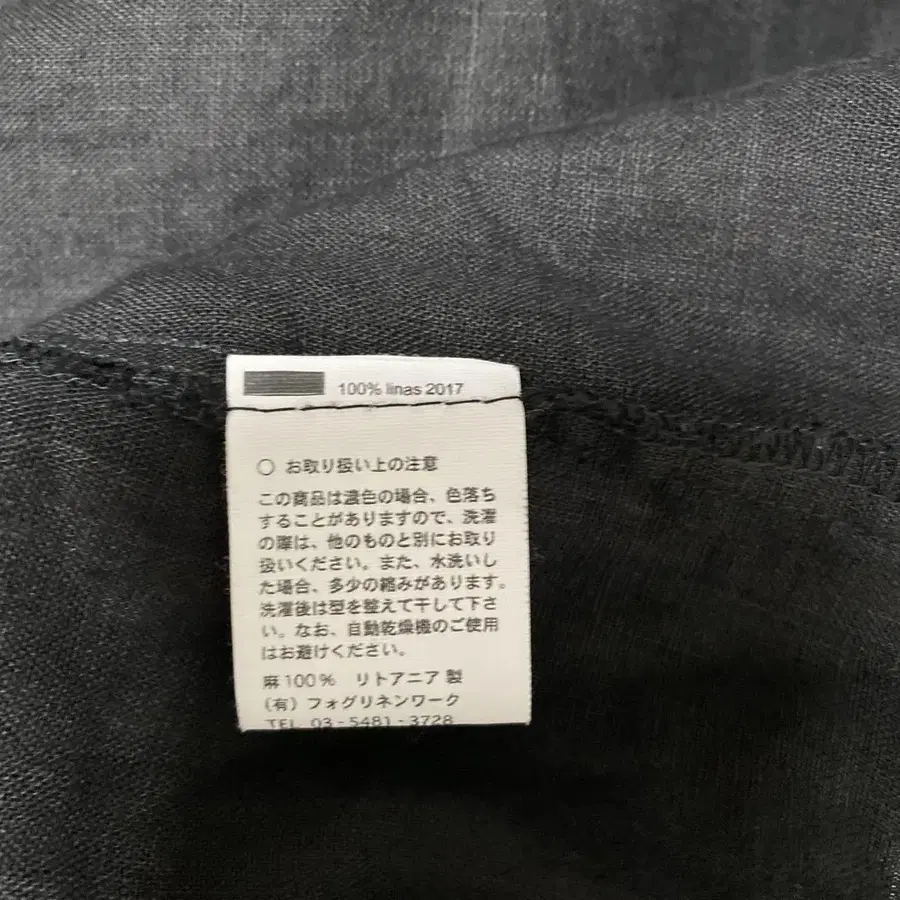 100% linas 2017
○ お取り扱い上の注意
この商品は濃色の場合、色落ち
することがありますので、洗濯
の際は、他のものと別にお取り
扱いください。また、水洗いし
た場合、多少の縮みがあります。
洗濯後は型を整えて干して下さ
い。なお、自動乾燥機のご使用
はお避けください。
麻100% リトアニア製
(有)フォグリネンワーク
TEL 03-5481-3728